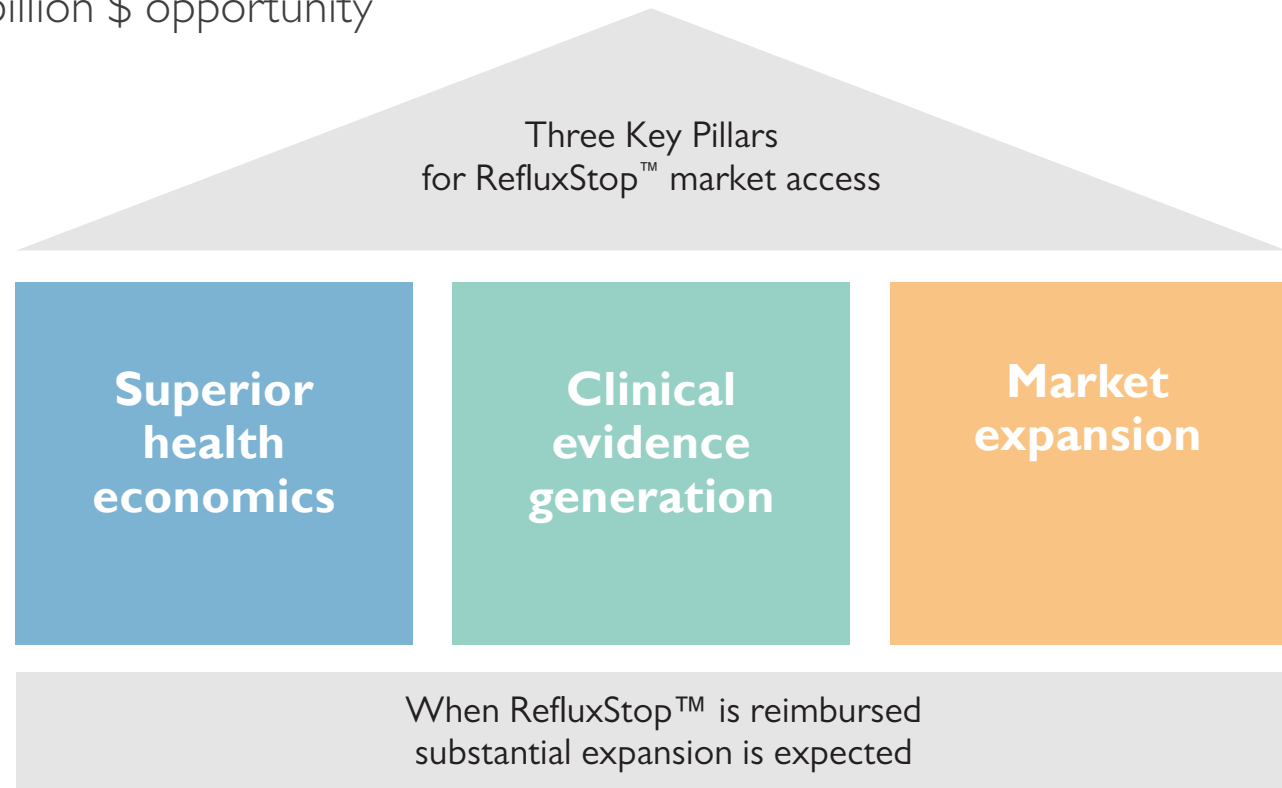 billion $ opportunity
Three Key Pillars
for RefluxStop™ market access
Superior
health
economics
Clinical
evidence
generation
Market
expansion
When RefluxStop™ is reimbursed
substantial expansion is expected